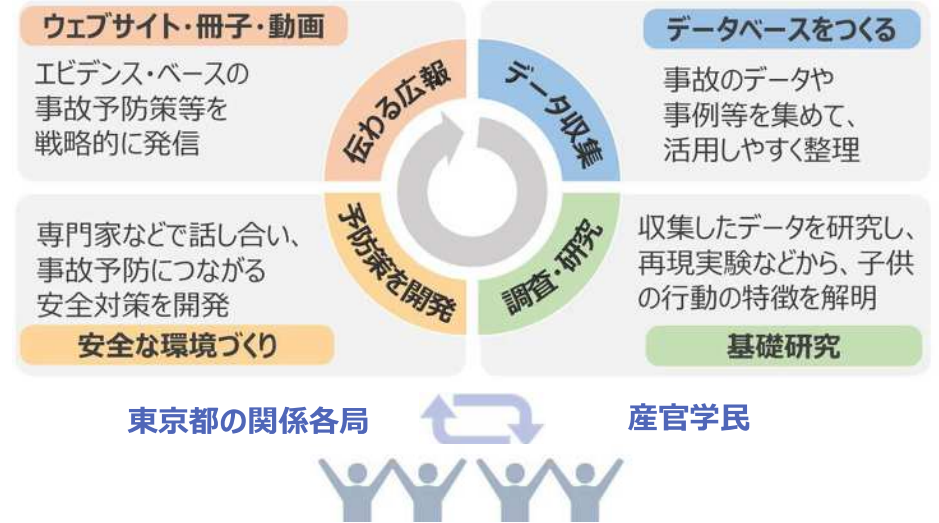 ウェブサイト・冊子・動画
エビデンス・ベースの
事故予防策等を
戦略的に発信
伝わる広報
データ収集
データベースをつくる
事故のデータや
事例等を集めて、
活用しやすく整理
専門家などで話し合い、
事故予防につながる
安全対策を開発
安全な環境づくり
予防策を開発
調査・研究
収集したデータを研究し、
再現実験などから、子供
の行動の特徴を解明
基礎研究
東京都の関係各局
産官学民